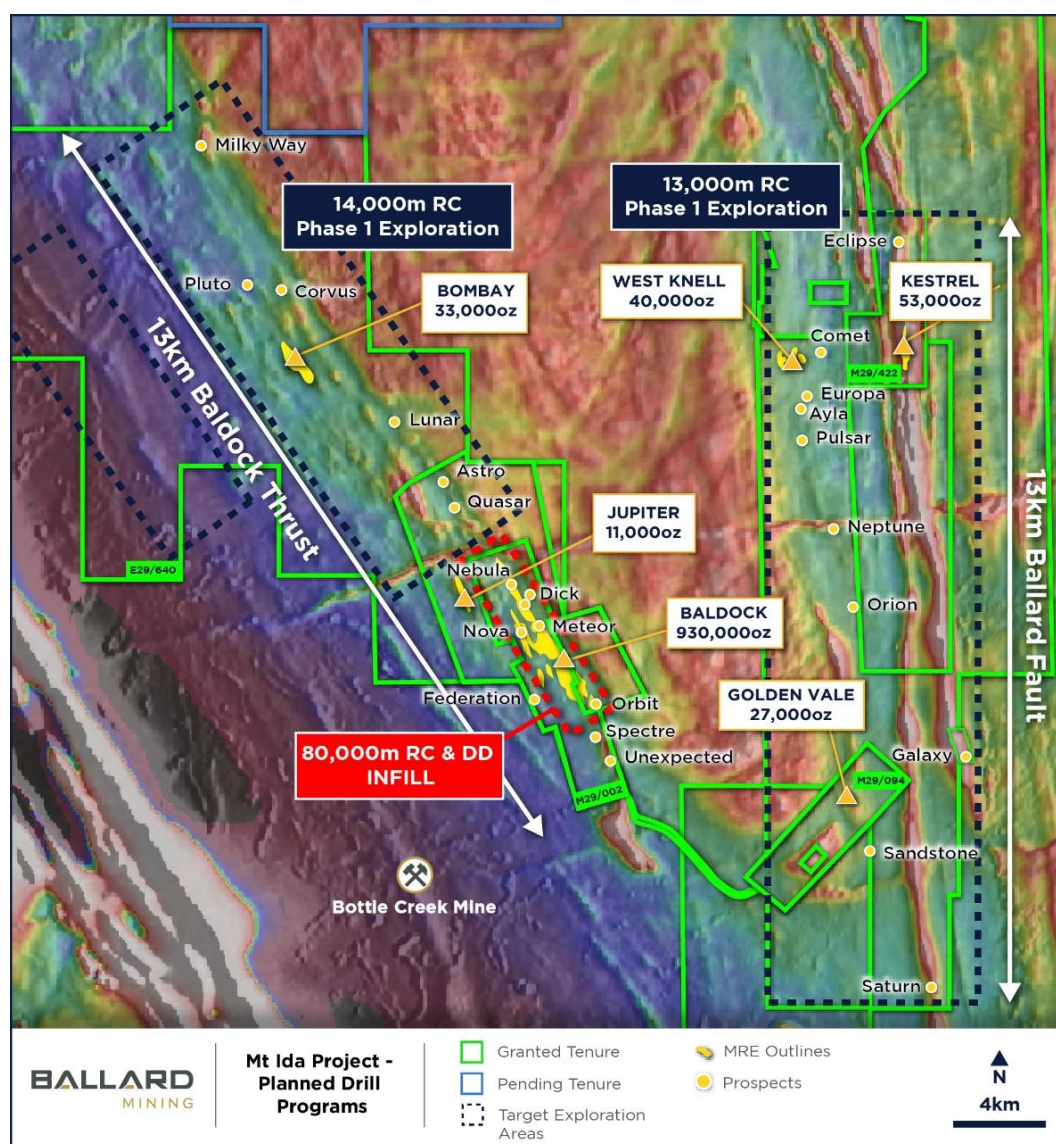 Milky Way
14,000m RC
Phase 1 Exploration
13,000m RC
Phase 1 Exploration
Eclipse
Pluto
Corvus
BOMBAY
33,000oz
WEST KNELL
40,000oz
KESTREL
53,000oz
Comet
M29/422
Europa
Ayla
Pulsar
Lunar
13km Baldock Thrust
Astro
Quasar
JUPITER
11,000oz
Neptune
13km Ballard Fault
E29/640
Nebula
Dick
Nova
Meteor
BALDOCK
930,000oz
Orion
Federation
Orbit
GOLDEN VALE
27,000oz
Spectre
80,000m RC & DD
INFILL
Unexpected
Galaxy
M29/094
M29/002
Sandstone
Bottle Creek Mine
Saturn
BALLARD
MINING
Mt Ida Project -
Planned Drill
Programs
Granted Tenure
Pending Tenure
Target Exploration
Areas
MRE Outlines
Prospects
N
4km